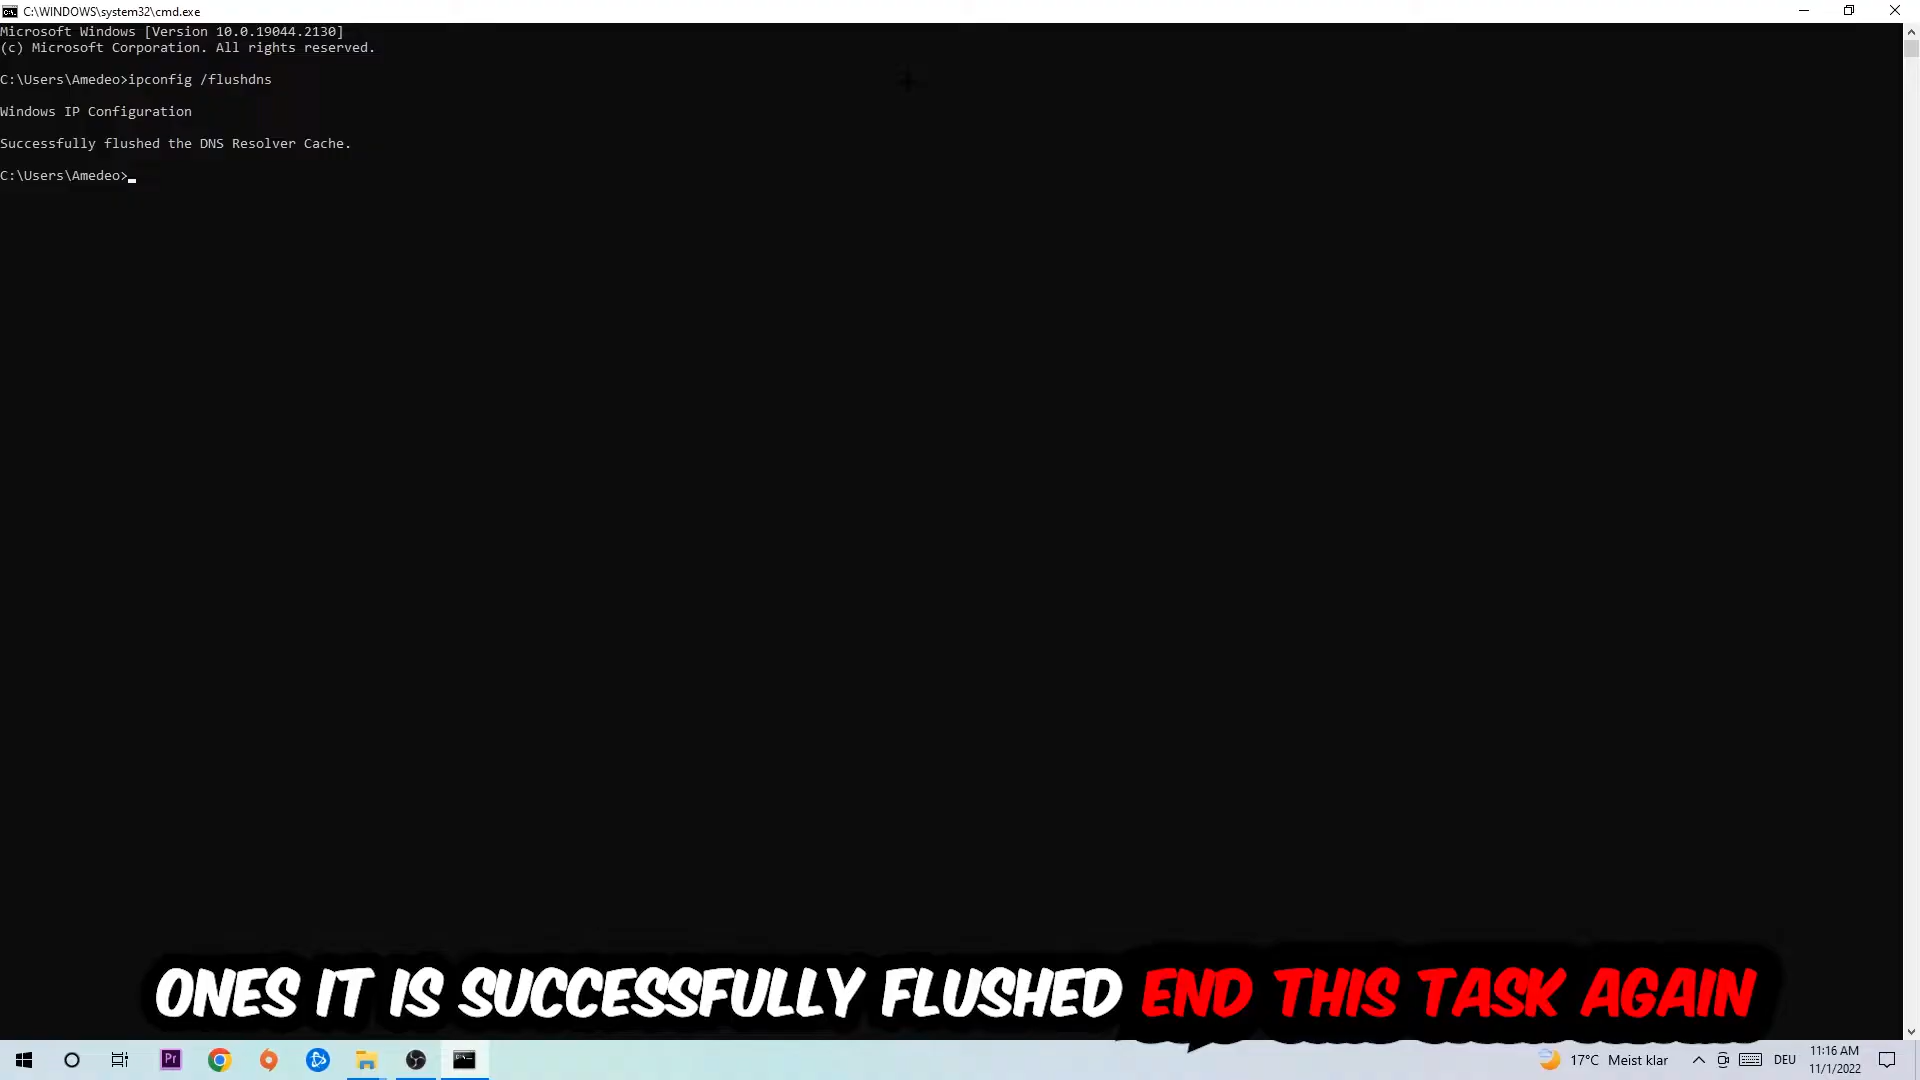 C:\WINDOWS\system32\cmd.exe
Microsoft Windows [Version 10.0.19044.2130]
(c) Microsoft Corporation. All rights reserved.
C:\Users\Amedeo>ipconfig /flushdns
Windows IP Configuration
Successfully flushed the DNS Resolver Cache.
C:\Users\Amedeo>
ONES IT IS SUCCESSFULLY FLUSHED END THIS TASK AGAIN
Pr
17°C Meist klar
DEU
11:16 AM
11/1/2022